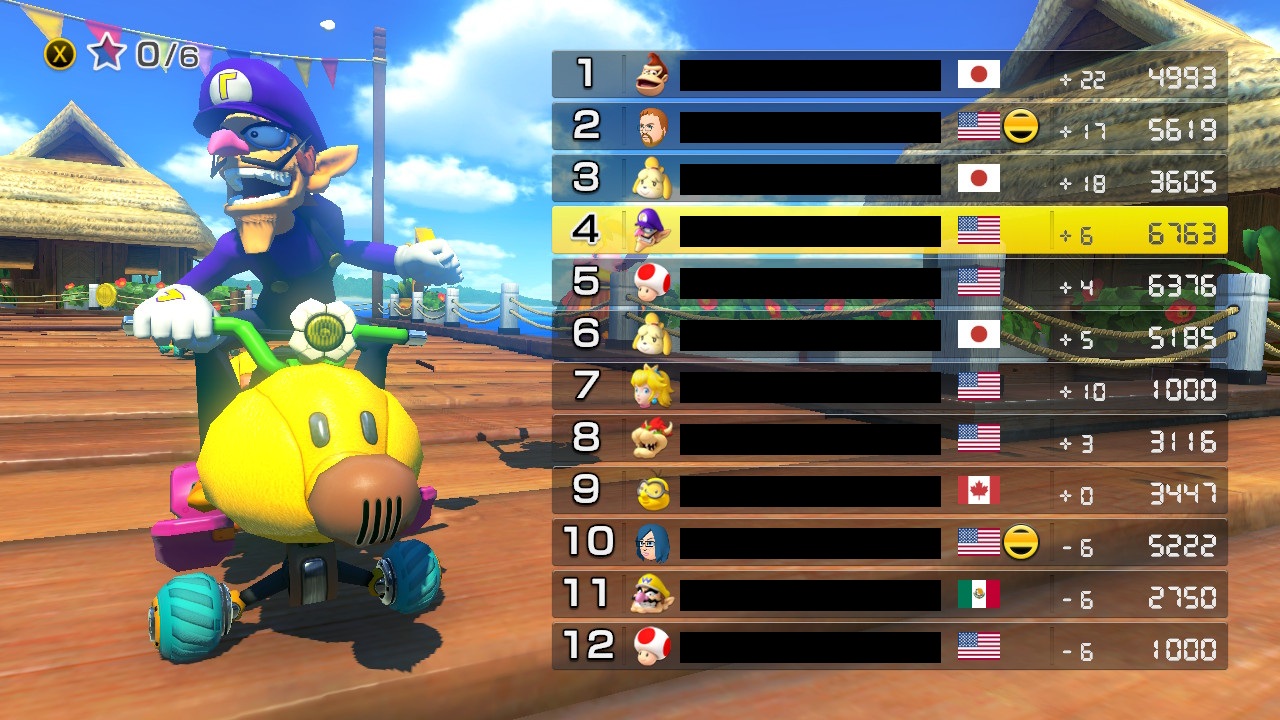 X 0/6
1 + 22 4993
2 + 17 5619
3 + 18 3605
4 + 6 6763
5 + 4 6376
6 + 5 5185
7 + 10 1000
8 + 3 3116
9 + 0 3447
10 - 6 5222
11 - 6 2750
12 - 6 1000